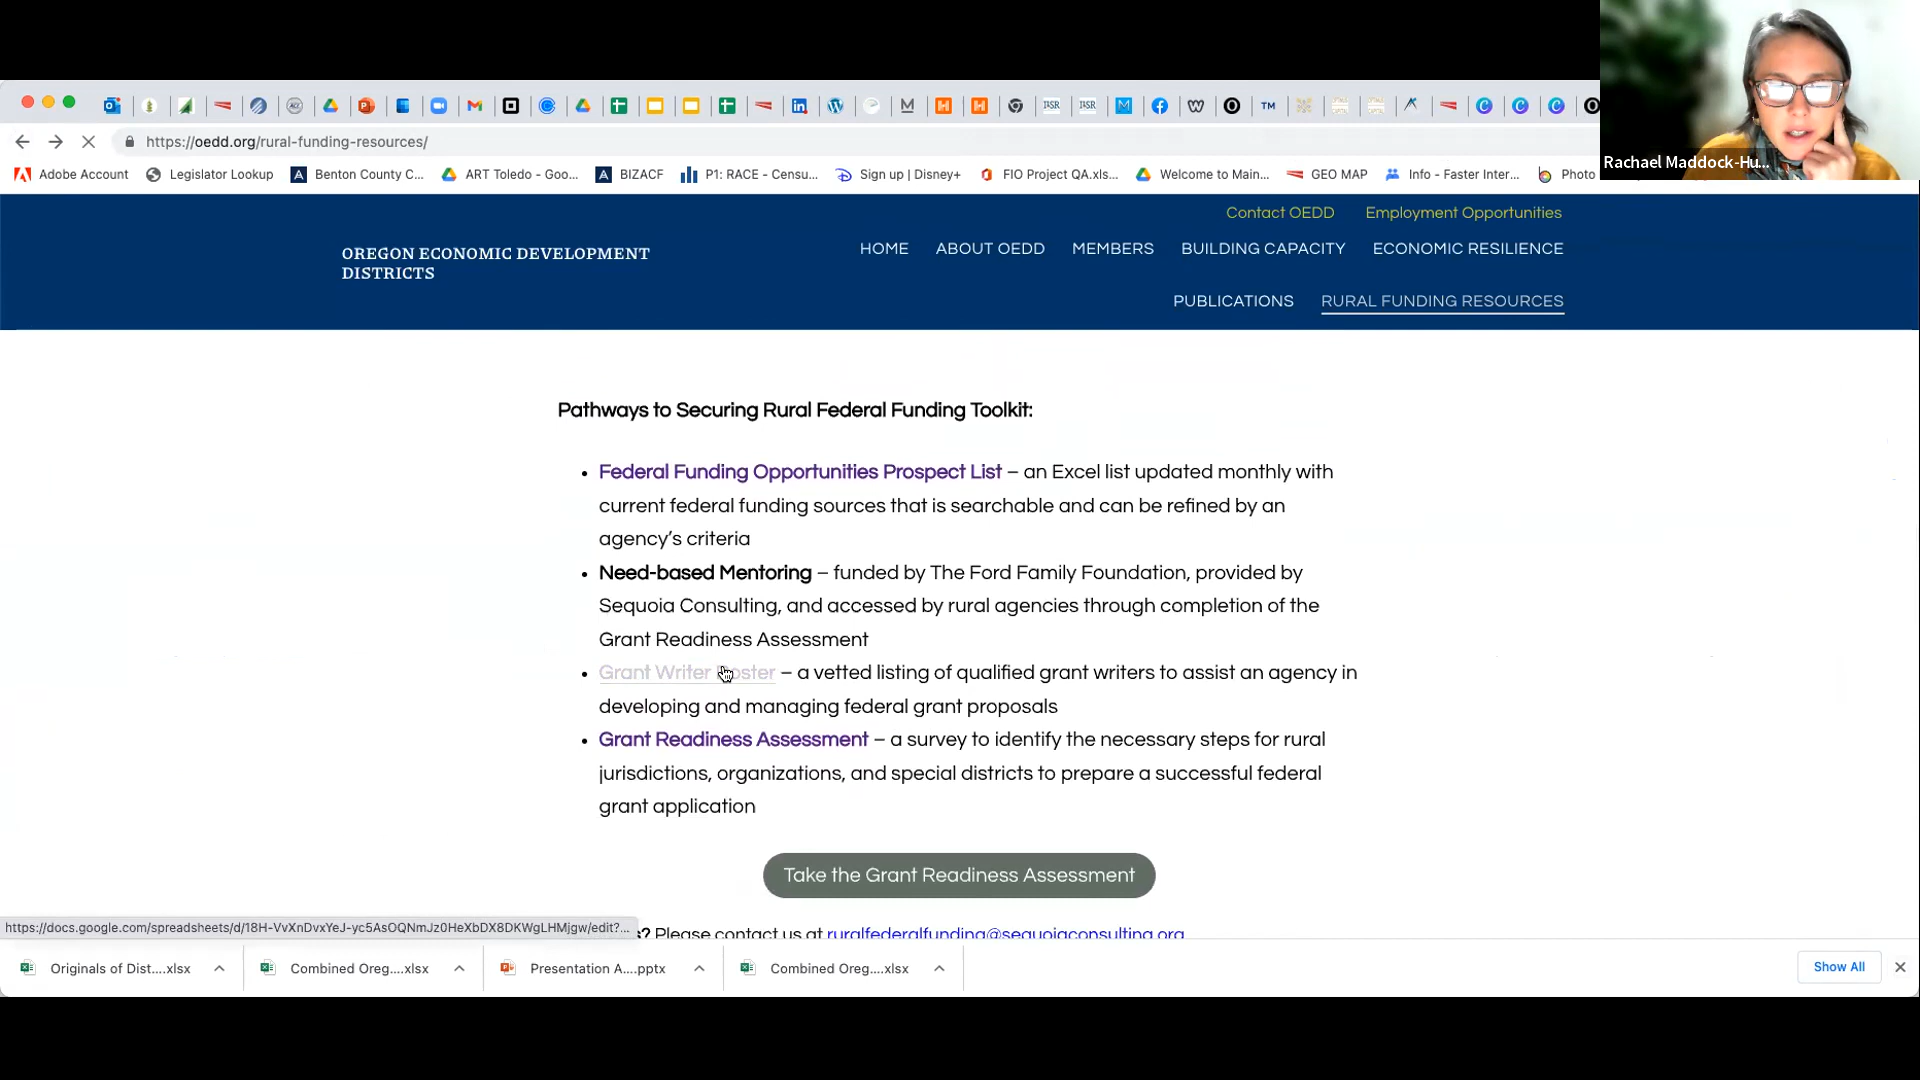 https://oedd.org/rural-funding-resources/
Adobe Account
Legislator Lookup
Benton County C...
ART Toledo - Goo...
BIZACF
P1: RACE - Censu...
Sign up | Disney+
FIO Project QA.xls...
Welcome to Main...
GEO MAP
Info - Faster Inter...
Photo
Rachael Maddock-Hu...
Contact OEDD
Employment Opportunities
OREGON ECONOMIC DEVELOPMENT
DISTRICTS
HOME
ABOUT OEDD
MEMBERS
BUILDING CAPACITY
ECONOMIC RESILIENCE
PUBLICATIONS
RURAL FUNDING RESOURCES
Pathways to Securing Rural Federal Funding Toolkit:
• Federal Funding Opportunities Prospect List – an Excel list updated monthly with
current federal funding sources that is searchable and can be refined by an
agency’s criteria
• Need-based Mentoring – funded by The Ford Family Foundation, provided by
Sequoia Consulting, and accessed by rural agencies through completion of the
Grant Readiness Assessment
• Grant Writer Roster – a vetted listing of qualified grant writers to assist an agency in
developing and managing federal grant proposals
• Grant Readiness Assessment – a survey to identify the necessary steps for rural
jurisdictions, organizations, and special districts to prepare a successful federal
grant application
Take the Grant Readiness Assessment
Please contact us at ruralfederalfunding@sequoiaconsulting.org
https://docs.google.com/spreadsheets/d/18H-VvXnDvxYeJ-yc5AsOQNmJz0HeXbDX8DKWgLHMjgw/edit?...
Originals of Dist....xlsx
Combined Oreg....xlsx
Presentation A....pptx
Combined Oreg....xlsx
Show All